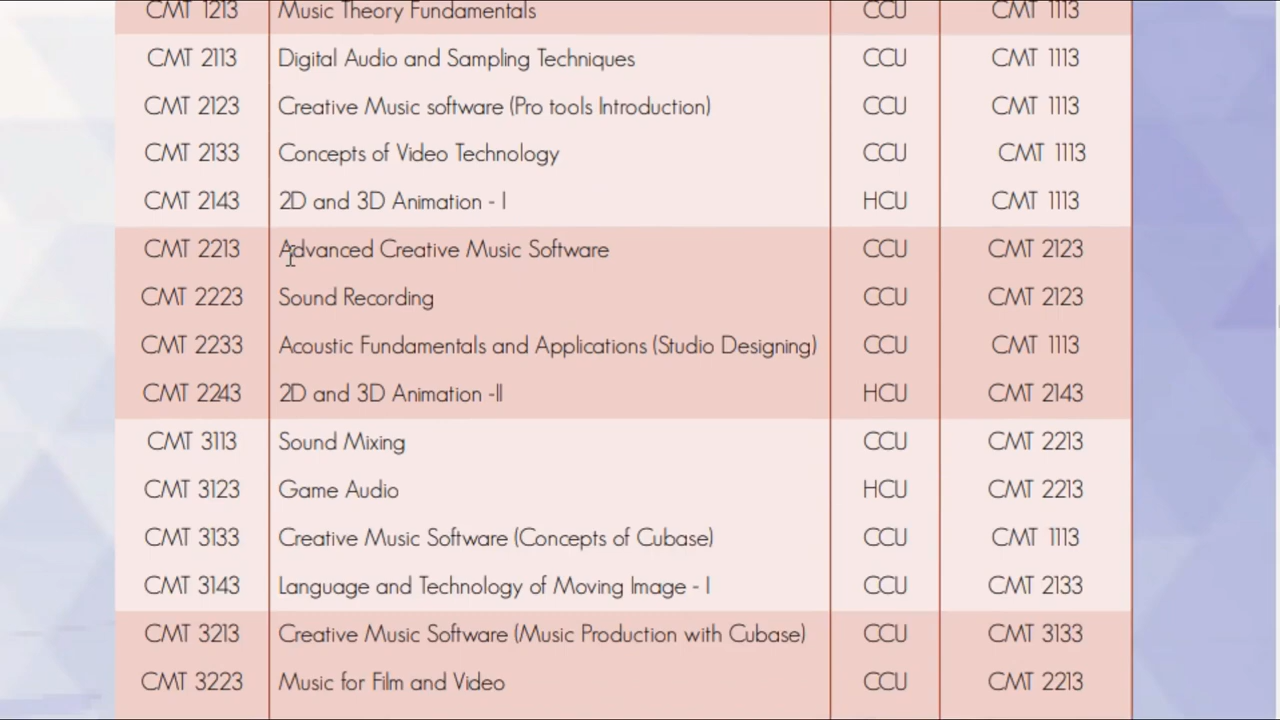 CMT 1213 Music Theory Fundamentals CCU CMT 1113
CMT 2113 Digital Audio and Sampling Techniques CCU CMT 1113
CMT 2123 Creative Music software (Pro tools Introduction) CCU CMT 1113
CMT 2133 Concepts of Video Technology CCU CMT 1113
CMT 2143 2D and 3D Animation - I HCU CMT 1113
CMT 2213 Advanced Creative Music Software CCU CMT 2123
CMT 2223 Sound Recording CCU CMT 2123
CMT 2233 Acoustic Fundamentals and Applications (Studio Designing) CCU CMT 1113
CMT 2243 2D and 3D Animation -II HCU CMT 2143
CMT 3113 Sound Mixing CCU CMT 2213
CMT 3123 Game Audio HCU CMT 2213
CMT 3133 Creative Music Software (Concepts of Cubase) CCU CMT 1113
CMT 3143 Language and Technology of Moving Image - I CCU CMT 2133
CMT 3213 Creative Music Software (Music Production with Cubase) CCU CMT 3133
CMT 3223 Music for Film and Video CCU CMT 2213